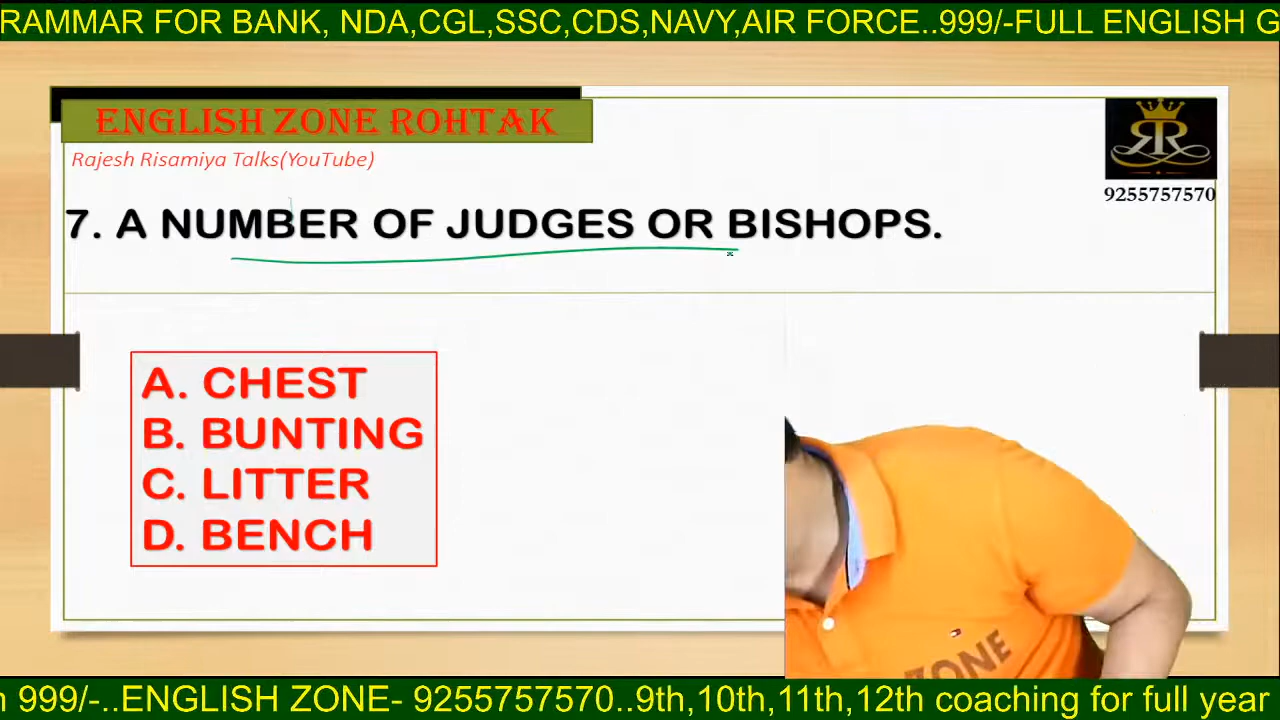 RAMMAR FOR BANK, NDA,CGL,SSC,CDS,NAVY,AIR FORCE..999/-FULL ENGLISH G
ENGLISH ZONE ROHTAK
Rajesh Risamiya Talks(YouTube)
RR
9255757570
7. A NUMBER OF JUDGES OR BISHOPS.
A. CHEST
B. BUNTING
C. LITTER
D. BENCH
ZONE
n 999/-..ENGLISH ZONE- 9255757570..9th,10th,11th,12th coaching for full year